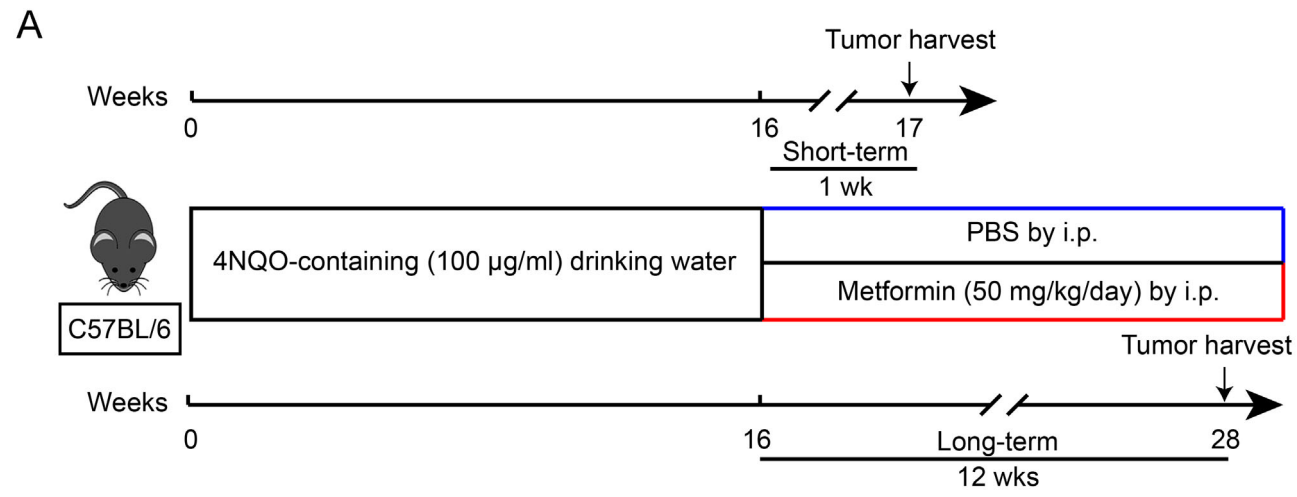 A
Tumor harvest
Weeks
0
16
17
Short-term
1 wk
PBS by i.p.
4NQO-containing (100 µg/ml) drinking water
Metformin (50 mg/kg/day) by i.p.
C57BL/6
Tumor harvest
Weeks
0
16
Long-term
28
12 wks